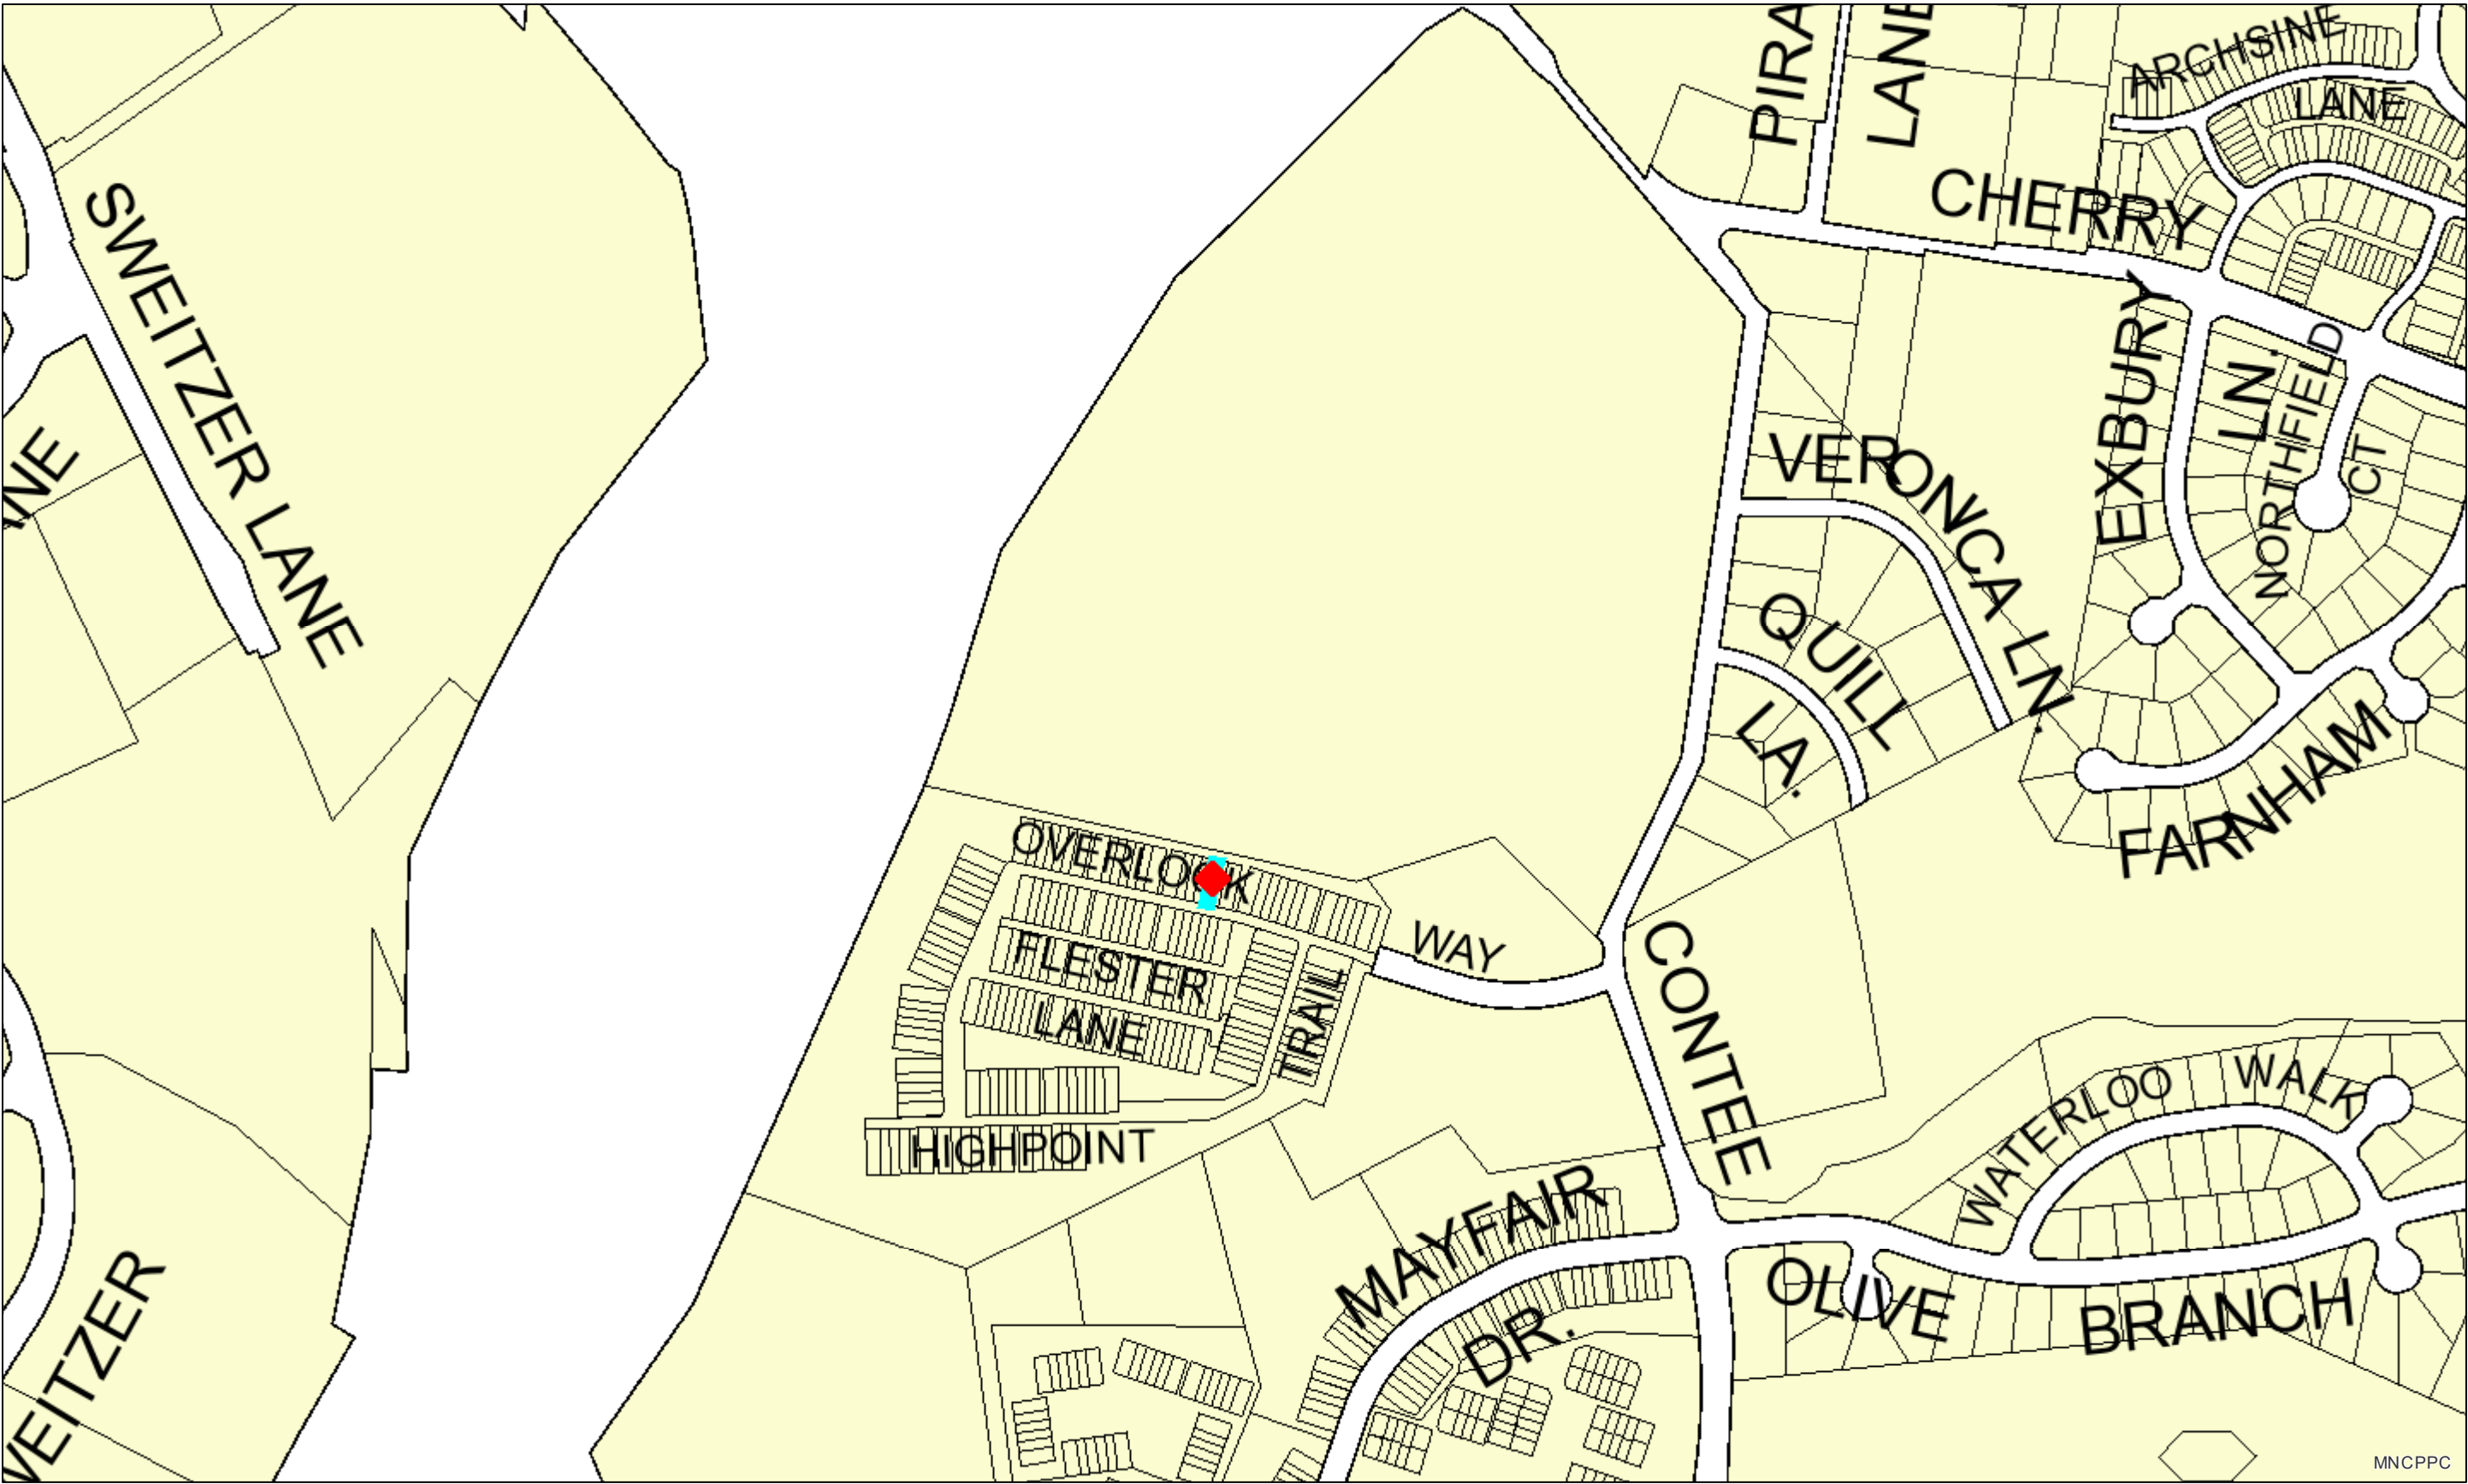 PIRA
LANE
ARCHSINE
LANE
CHERRY
SWEITZER LANE
EXBURY
LN.
NORTHFIELD
CT
VERONCA LN.
QUILL
LA.
FARNHAM
OVERLOOK
WAY
FLESTER
LANE
TRAIL
HIGHPOINT
CONTEE
WATERLOO WALK
MAYFAIR
DR.
OLIVE BRANCH
WEITZER
MNCPPC